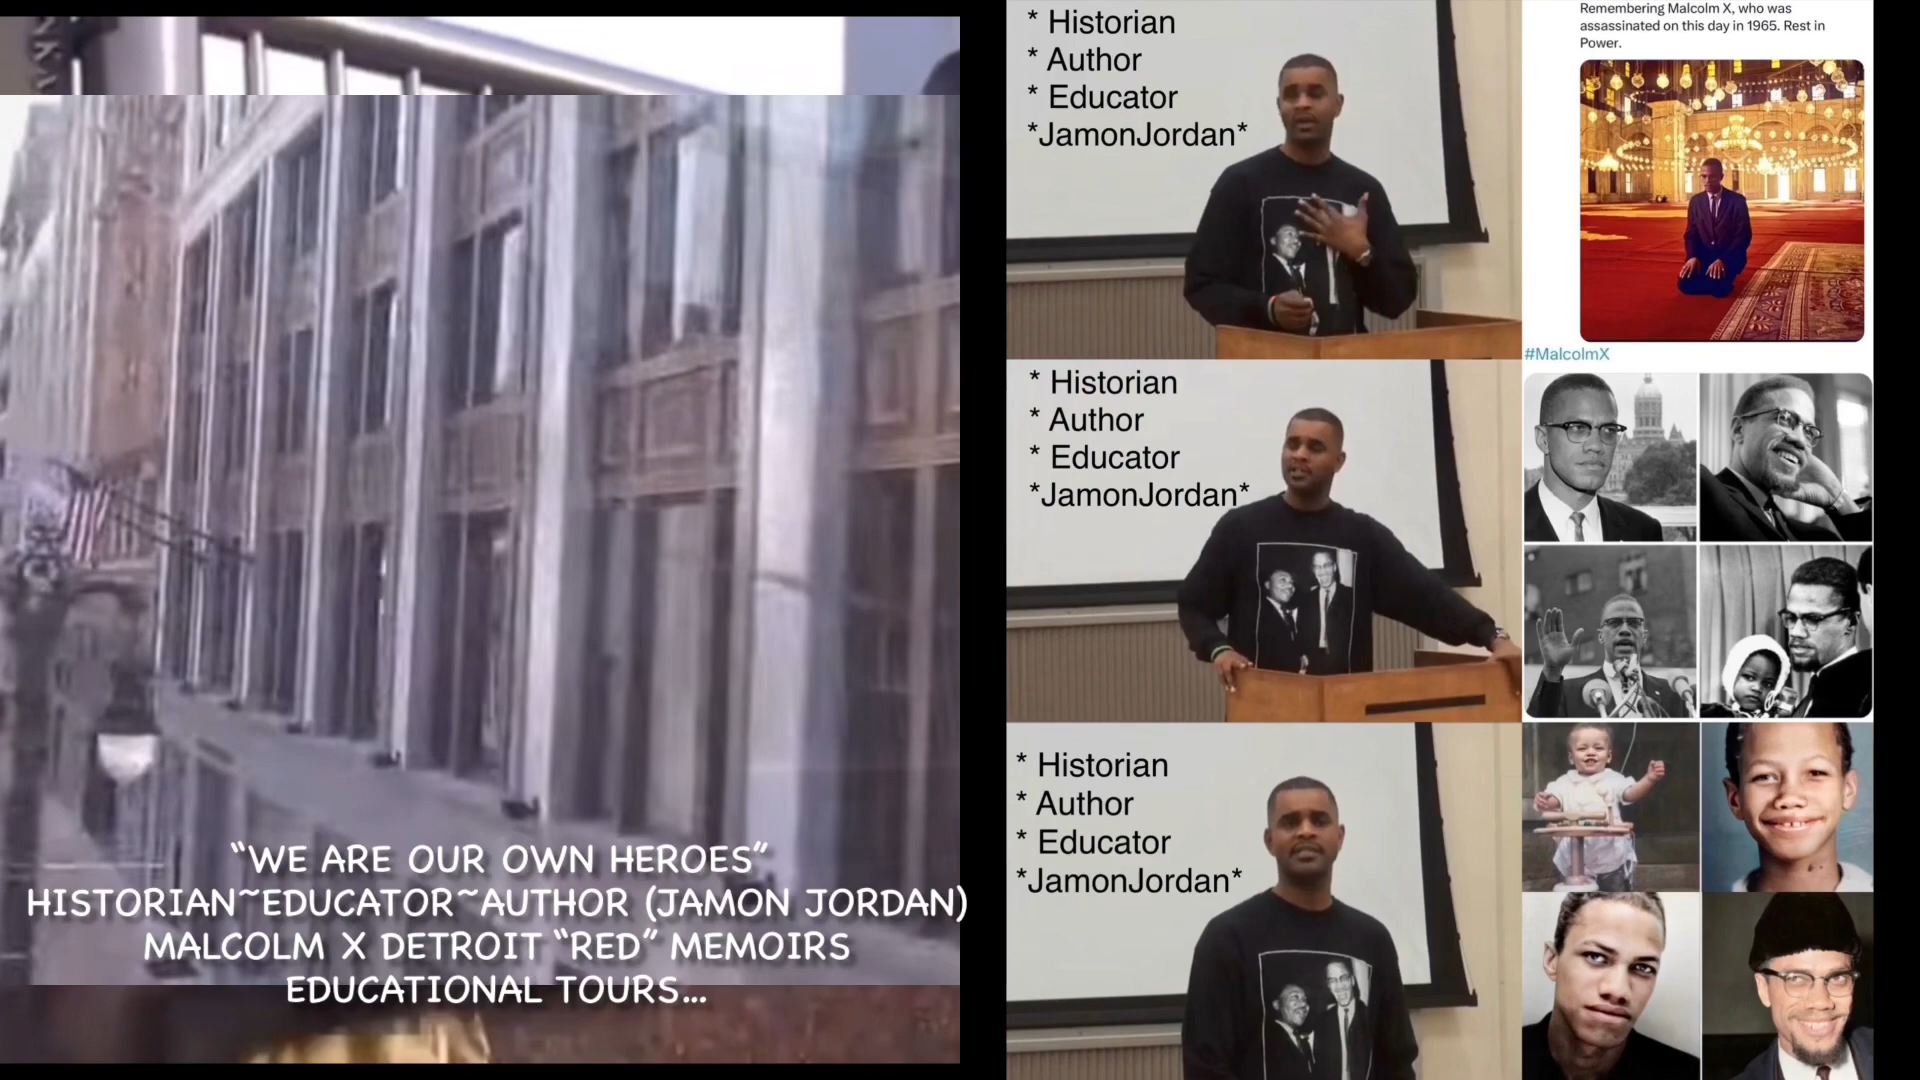 “WE ARE OUR OWN HEROES”
HISTORIAN~EDUCATOR~AUTHOR (JAMON JORDAN)
MALCOLM X DETROIT “RED” MEMOIRS
EDUCATIONAL TOURS...
* Historian
* Author
* Educator
*JamonJordan*
* Historian
* Author
* Educator
*JamonJordan*
* Historian
* Author
* Educator
*JamonJordan*
Remembering Malcolm X, who was
assassinated on this day in 1965. Rest in
Power.
#MalcolmX